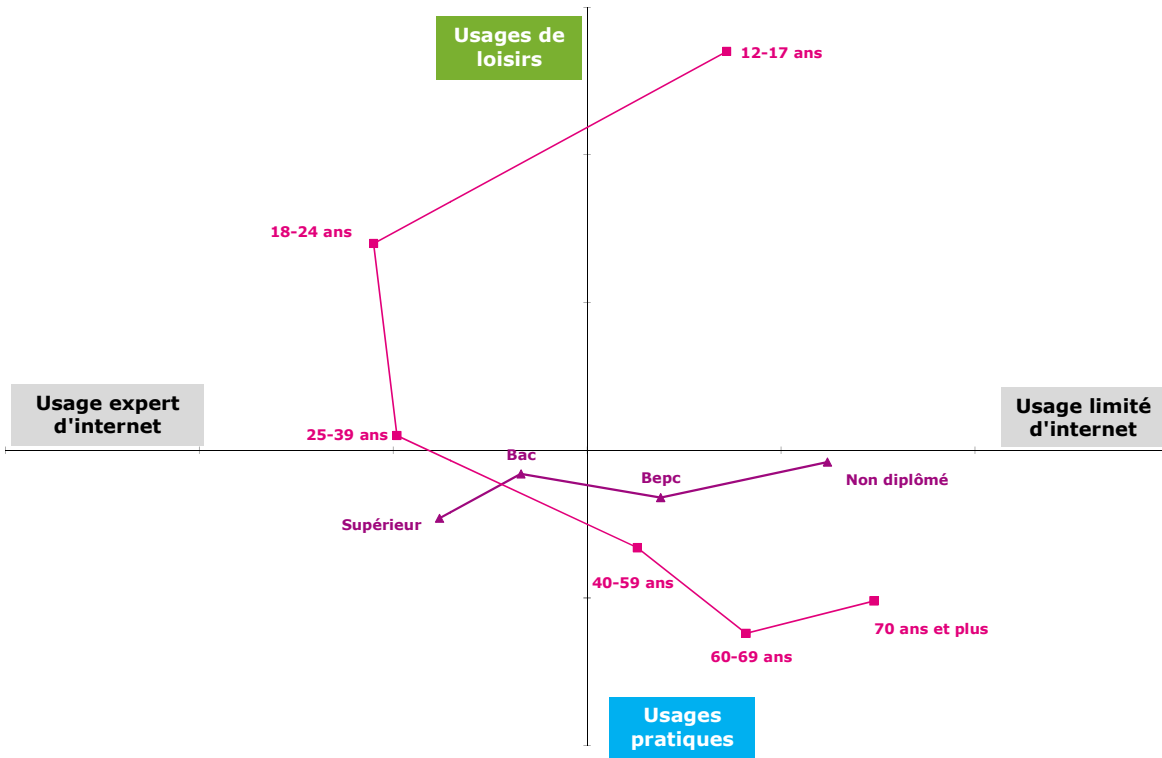 Usages de
loisirs
12-17 ans
18-24 ans
Usage expert
d'internet
Usage limité
d'internet
25-39 ans
Bac
Bepc
Non diplômé
Supérieur
40-59 ans
70 ans et plus
60-69 ans
Usages
pratiques